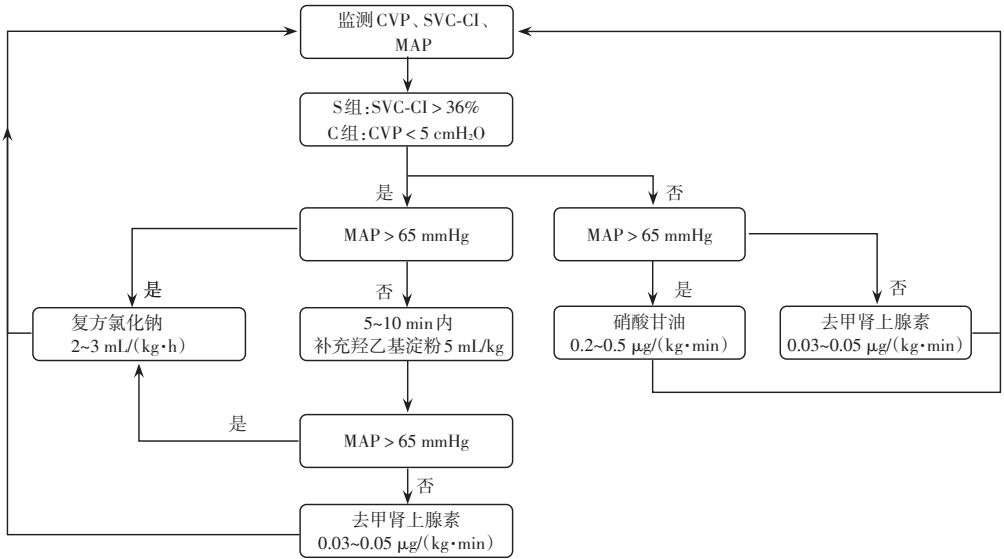 监测CVP、SVC-CI、
MAP
S组:SVC-CI > 36%
C组:CVP < 5 cmH₂O
是
否
MAP > 65 mmHg
MAP > 65 mmHg
是
否
是
否
复方氯化钠
2~3 mL/(kg·h)
5~10 min内
补充羟乙基淀粉5 mL/kg
硝酸甘油
0.2~0.5 μg/(kg·min)
去甲肾上腺素
0.03~0.05 μg/(kg·min)
是
MAP > 65 mmHg
否
去甲肾上腺素
0.03~0.05 μg/(kg·min)